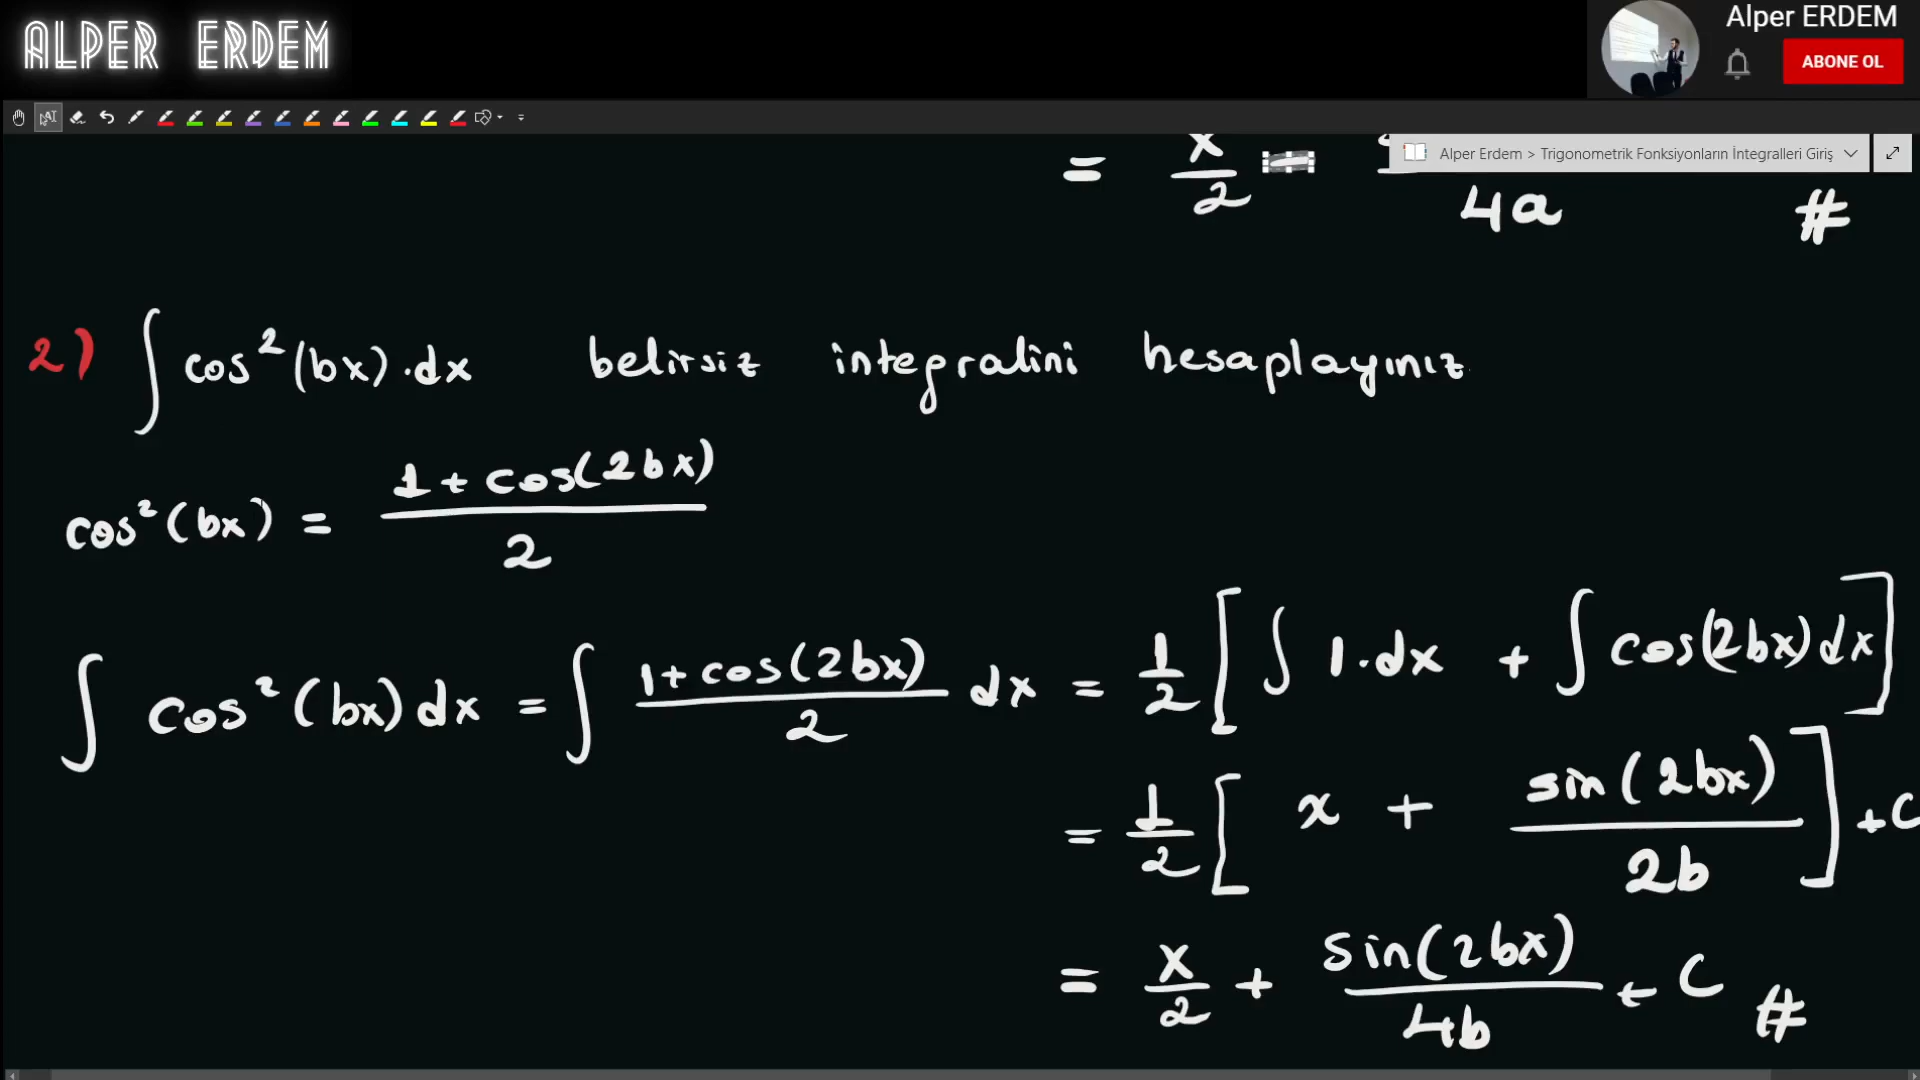 ALPER ERDEM
Alper ERDEM
ABONE OL
Alper Erdem > Trigonometrik Fonksiyonların İntegralleri Giriş
= x/2 −
4a #
2) ∫ cos²(bx).dx belirsiz integralini hesaplayınız.
cos²(bx) = 1 + cos(2bx) / 2
∫ cos²(bx) dx = ∫ 1+cos(2bx) / 2 dx = 1/2 [ ∫ 1.dx + ∫ cos(2bx) dx ]
= 1/2 [ x + sin(2bx) / 2b ] + C
= x/2 + sin(2bx) / 4b + C #